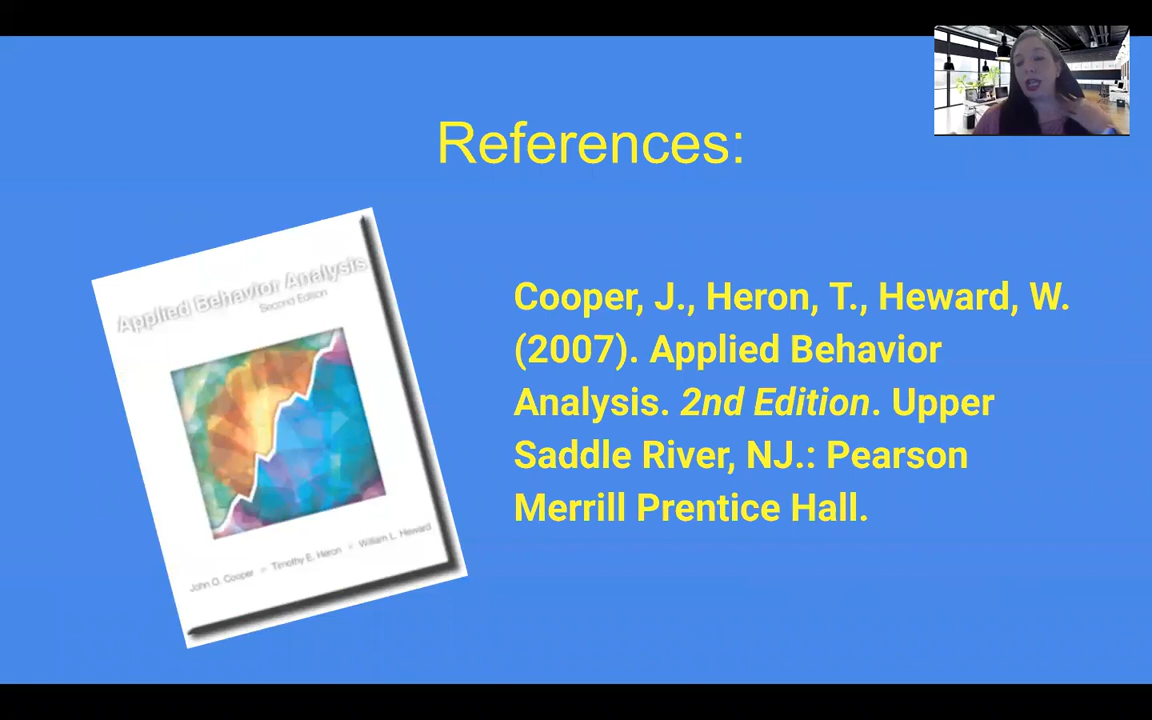 References:
Applied Behavior Analysis
Second Edition
John O. Cooper • Timothy E. Heron • William L. Heward
Cooper, J., Heron, T., Heward, W.
(2007). Applied Behavior
Analysis. 2nd Edition. Upper
Saddle River, NJ.: Pearson
Merrill Prentice Hall.